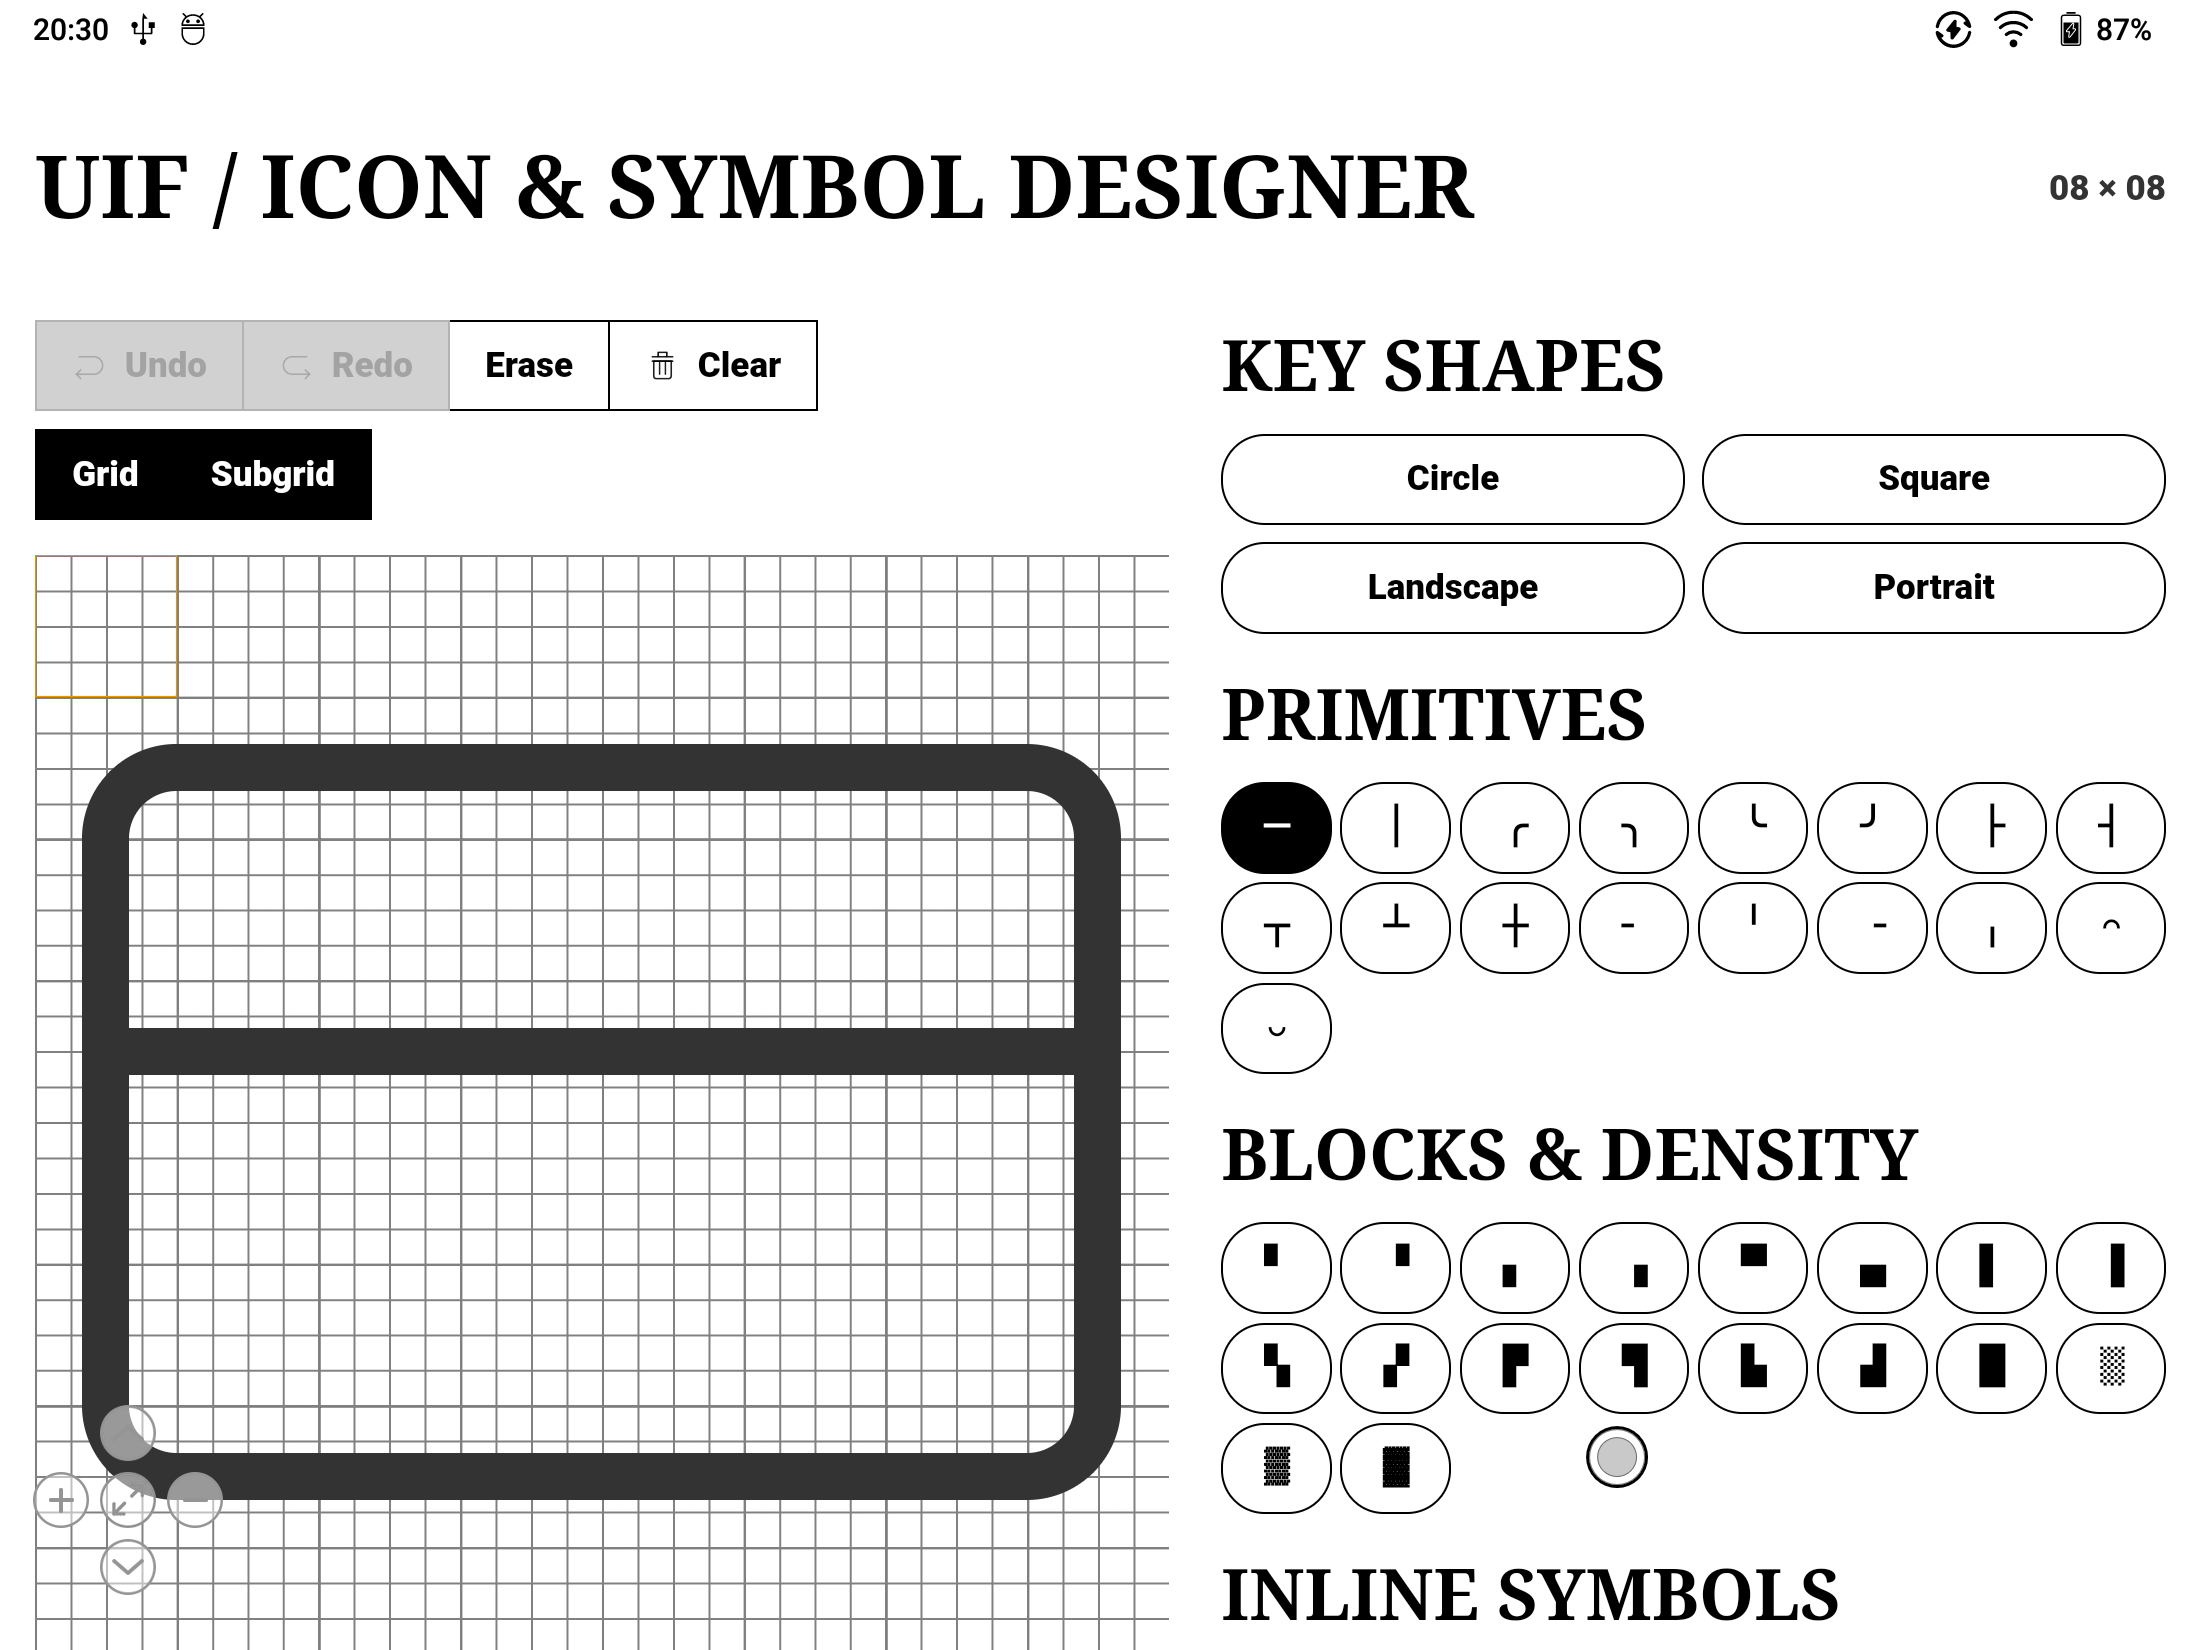 20:30
87%
UIF / ICON & SYMBOL DESIGNER
08 × 08
Undo Redo Erase Clear
Grid Subgrid
KEY SHAPES
Circle Square
Landscape Portrait
PRIMITIVES
BLOCKS & DENSITY
INLINE SYMBOLS